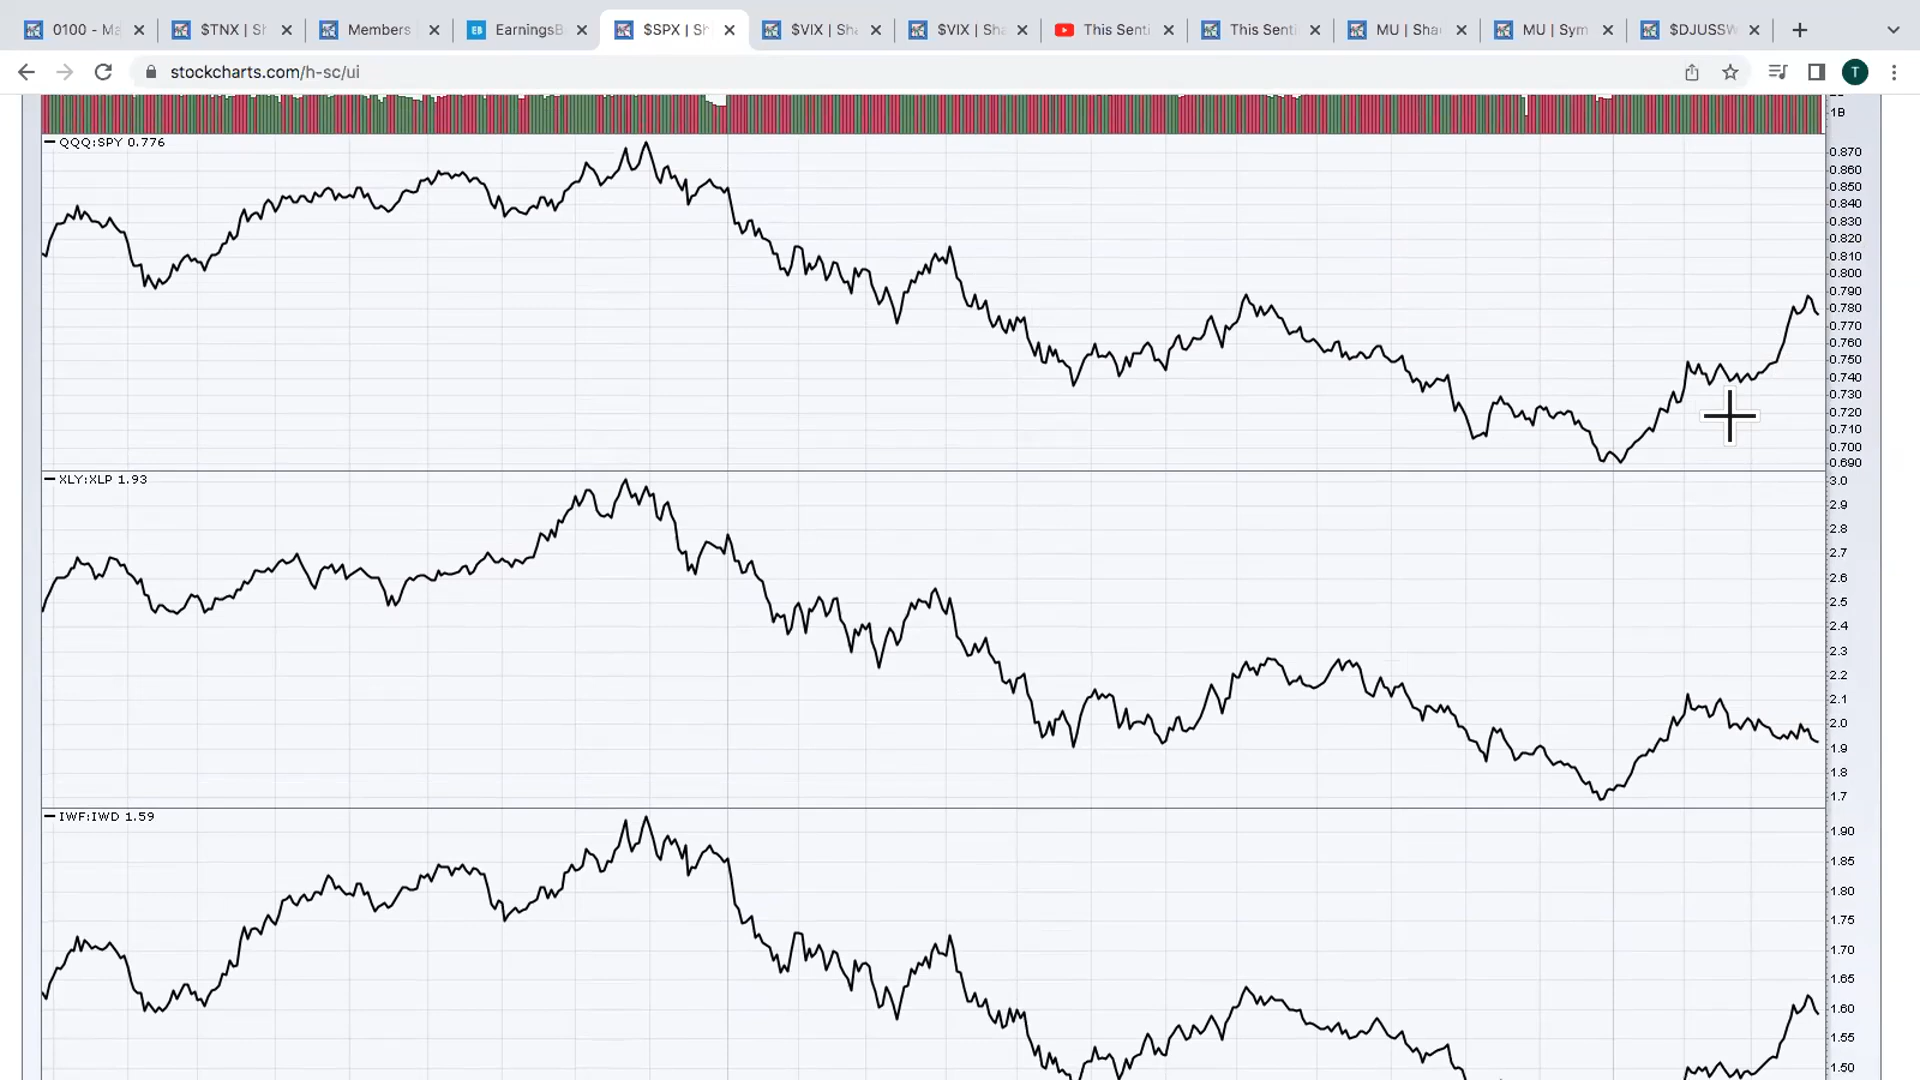 0100 - Ma
$TNX | Sh
Members
EarningsB
$SPX | Sh
$VIX | Sha
$VIX | Sha
This Senti
This Senti
MU | Shar
MU | Sym
$DJUSSW
stockcharts.com/h-sc/ui
T
1B
QQQ:SPY 0.776
0.870
0.860
0.850
0.840
0.830
0.820
0.810
0.800
0.790
0.780
0.770
0.760
0.750
0.740
0.730
0.720
0.710
0.700
0.690
XLY:XLP 1.93
3.0
2.9
2.8
2.7
2.6
2.5
2.4
2.3
2.2
2.1
2.0
1.9
1.8
1.7
IWF:IWD 1.59
1.90
1.85
1.80
1.75
1.70
1.65
1.60
1.55
1.50